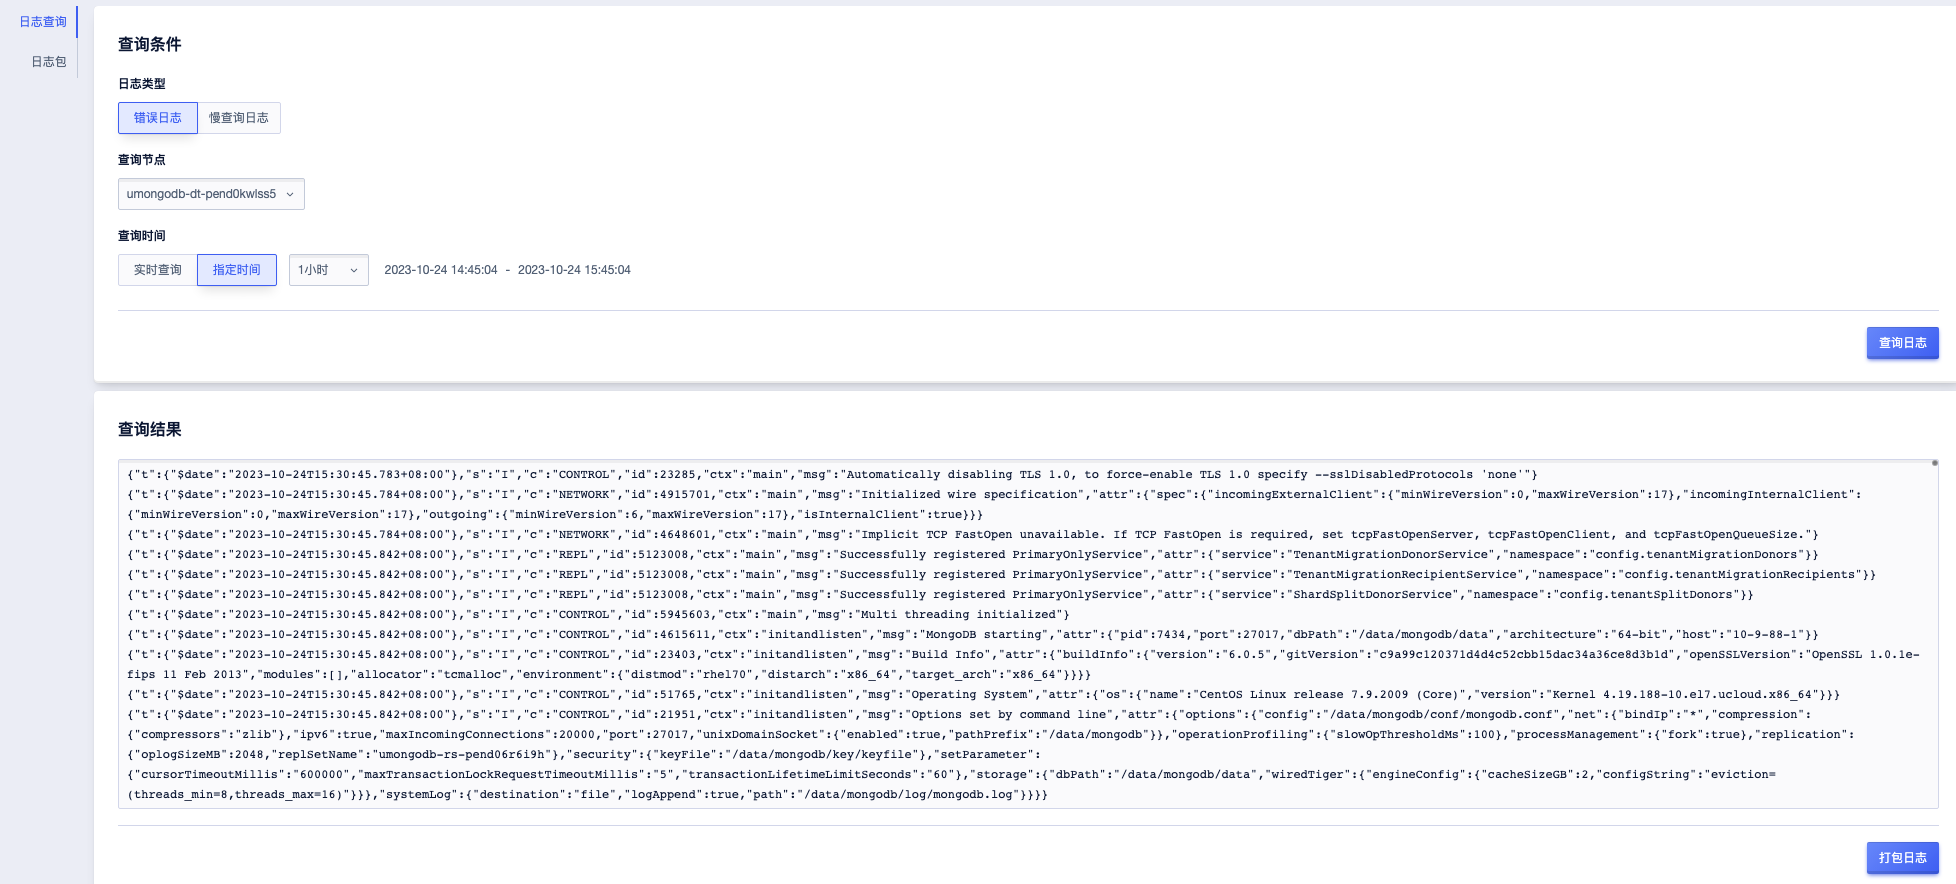 日志查询
日志包
查询条件
日志类型
错误日志 慢查询日志
查询节点
umongodb-dt-pend0kwlss5
查询时间
实时查询 指定时间 1小时 2023-10-24 14:45:04 - 2023-10-24 15:45:04
查询日志
查询结果
{"t":{"$date":"2023-10-24T15:30:45.783+08:00"},"s":"I","c":"CONTROL","id":23285,"ctx":"main","msg":"Automatically disabling TLS 1.0, to force-enable TLS 1.0 specify --sslDisabledProtocols 'none'"}
{"t":{"$date":"2023-10-24T15:30:45.784+08:00"},"s":"I","c":"NETWORK","id":4915701,"ctx":"main","msg":"Initialized wire specification","attr":{"spec":{"incomingExternalClient":{"minWireVersion":0,"maxWireVersion":17},"incomingInternalClient":
{"minWireVersion":0,"maxWireVersion":17},"outgoing":{"minWireVersion":6,"maxWireVersion":17},"isInternalClient":true}}}
{"t":{"$date":"2023-10-24T15:30:45.784+08:00"},"s":"I","c":"NETWORK","id":4648601,"ctx":"main","msg":"Implicit TCP FastOpen unavailable. If TCP FastOpen is required, set tcpFastOpenServer, tcpFastOpenClient, and tcpFastOpenQueueSize."}
{"t":{"$date":"2023-10-24T15:30:45.842+08:00"},"s":"I","c":"REPL","id":5123008,"ctx":"main","msg":"Successfully registered PrimaryOnlyService","attr":{"service":"TenantMigrationDonorService","namespace":"config.tenantMigrationDonors"}}
{"t":{"$date":"2023-10-24T15:30:45.842+08:00"},"s":"I","c":"REPL","id":5123008,"ctx":"main","msg":"Successfully registered PrimaryOnlyService","attr":{"service":"TenantMigrationRecipientService","namespace":"config.tenantMigrationRecipients"}}
{"t":{"$date":"2023-10-24T15:30:45.842+08:00"},"s":"I","c":"REPL","id":5123008,"ctx":"main","msg":"Successfully registered PrimaryOnlyService","attr":{"service":"ShardSplitDonorService","namespace":"config.tenantSplitDonors"}}
{"t":{"$date":"2023-10-24T15:30:45.842+08:00"},"s":"I","c":"CONTROL","id":5945603,"ctx":"main","msg":"Multi threading initialized"}
{"t":{"$date":"2023-10-24T15:30:45.842+08:00"},"s":"I","c":"CONTROL","id":4615611,"ctx":"initandlisten","msg":"MongoDB starting","attr":{"pid":7434,"port":27017,"dbPath":"/data/mongodb/data","architecture":"64-bit","host":"10-9-88-1"}}
{"t":{"$date":"2023-10-24T15:30:45.842+08:00"},"s":"I","c":"CONTROL","id":23403,"ctx":"initandlisten","msg":"Build Info","attr":{"buildInfo":{"version":"6.0.5","gitVersion":"c9a99c120371d4d4c52cbb15dac34a36ce8d3b1d","openSSLVersion":"OpenSSL 1.0.1e-
fips 11 Feb 2013","modules":[],"allocator":"tcmalloc","environment":{"distmod":"rhel70","distarch":"x86_64","target_arch":"x86_64"}}}}
{"t":{"$date":"2023-10-24T15:30:45.842+08:00"},"s":"I","c":"CONTROL","id":51765,"ctx":"initandlisten","msg":"Operating System","attr":{"os":{"name":"CentOS Linux release 7.9.2009 (Core)","version":"Kernel 4.19.188-10.el7.ucloud.x86_64"}}}
{"t":{"$date":"2023-10-24T15:30:45.842+08:00"},"s":"I","c":"CONTROL","id":21951,"ctx":"initandlisten","msg":"Options set by command line","attr":{"options":{"config":"/data/mongodb/conf/mongodb.conf","net":{"bindIp":"*","compression":
{"compressors":"zlib"},"ipv6":true,"maxIncomingConnections":20000,"port":27017,"unixDomainSocket":{"enabled":true,"pathPrefix":"/data/mongodb"}},"operationProfiling":{"slowOpThresholdMs":100},"processManagement":{"fork":true},"replication":
{"oplogSizeMB":2048,"replSetName":"umongodb-rs-pend06r6i9h"},"security":{"keyFile":"/data/mongodb/key/keyfile"},"setParameter":
{"cursorTimeoutMillis":"600000","maxTransactionLockRequestTimeoutMillis":"5","transactionLifetimeLimitSeconds":"60"},"storage":{"dbPath":"/data/mongodb/data","wiredTiger":{"engineConfig":{"cacheSizeGB":2,"configString":"eviction=
(threads_min=8,threads_max=16)"}}},"systemLog":{"destination":"file","logAppend":true,"path":"/data/mongodb/log/mongodb.log"}}}}
打包日志